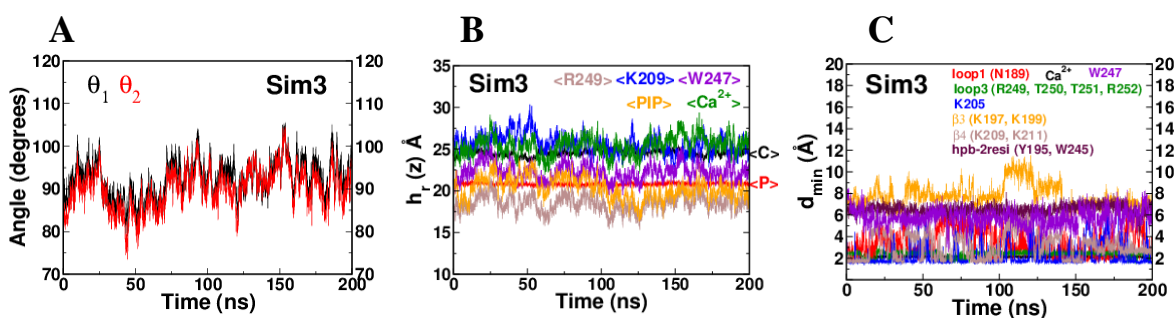 A
Angle (degrees)
120
110
100
90
80
70
120
110
100
90
80
70
θ1 θ2
Sim3
0 50 100 150 200
Time (ns)
B
hr(z) Å
35
30
25
20
15
10
Sim3
<R249> <K209> <W247>
<PIP> <Ca2+>
<C>
<P>
0 50 100 150 200
Time (ns)
C
20
18
16
14
12
10
8
6
4
2
Sim3
loop1 (N189) Ca2+ W247
loop3 (R249, T250, T251, R252)
K205
β3 (K197, K199)
β4 (K209, K211)
hpb-2resi (Y195, W245)
dmin (Å)
20
18
16
14
12
10
8
6
4
2
0 50 100 150 200
Time (ns)